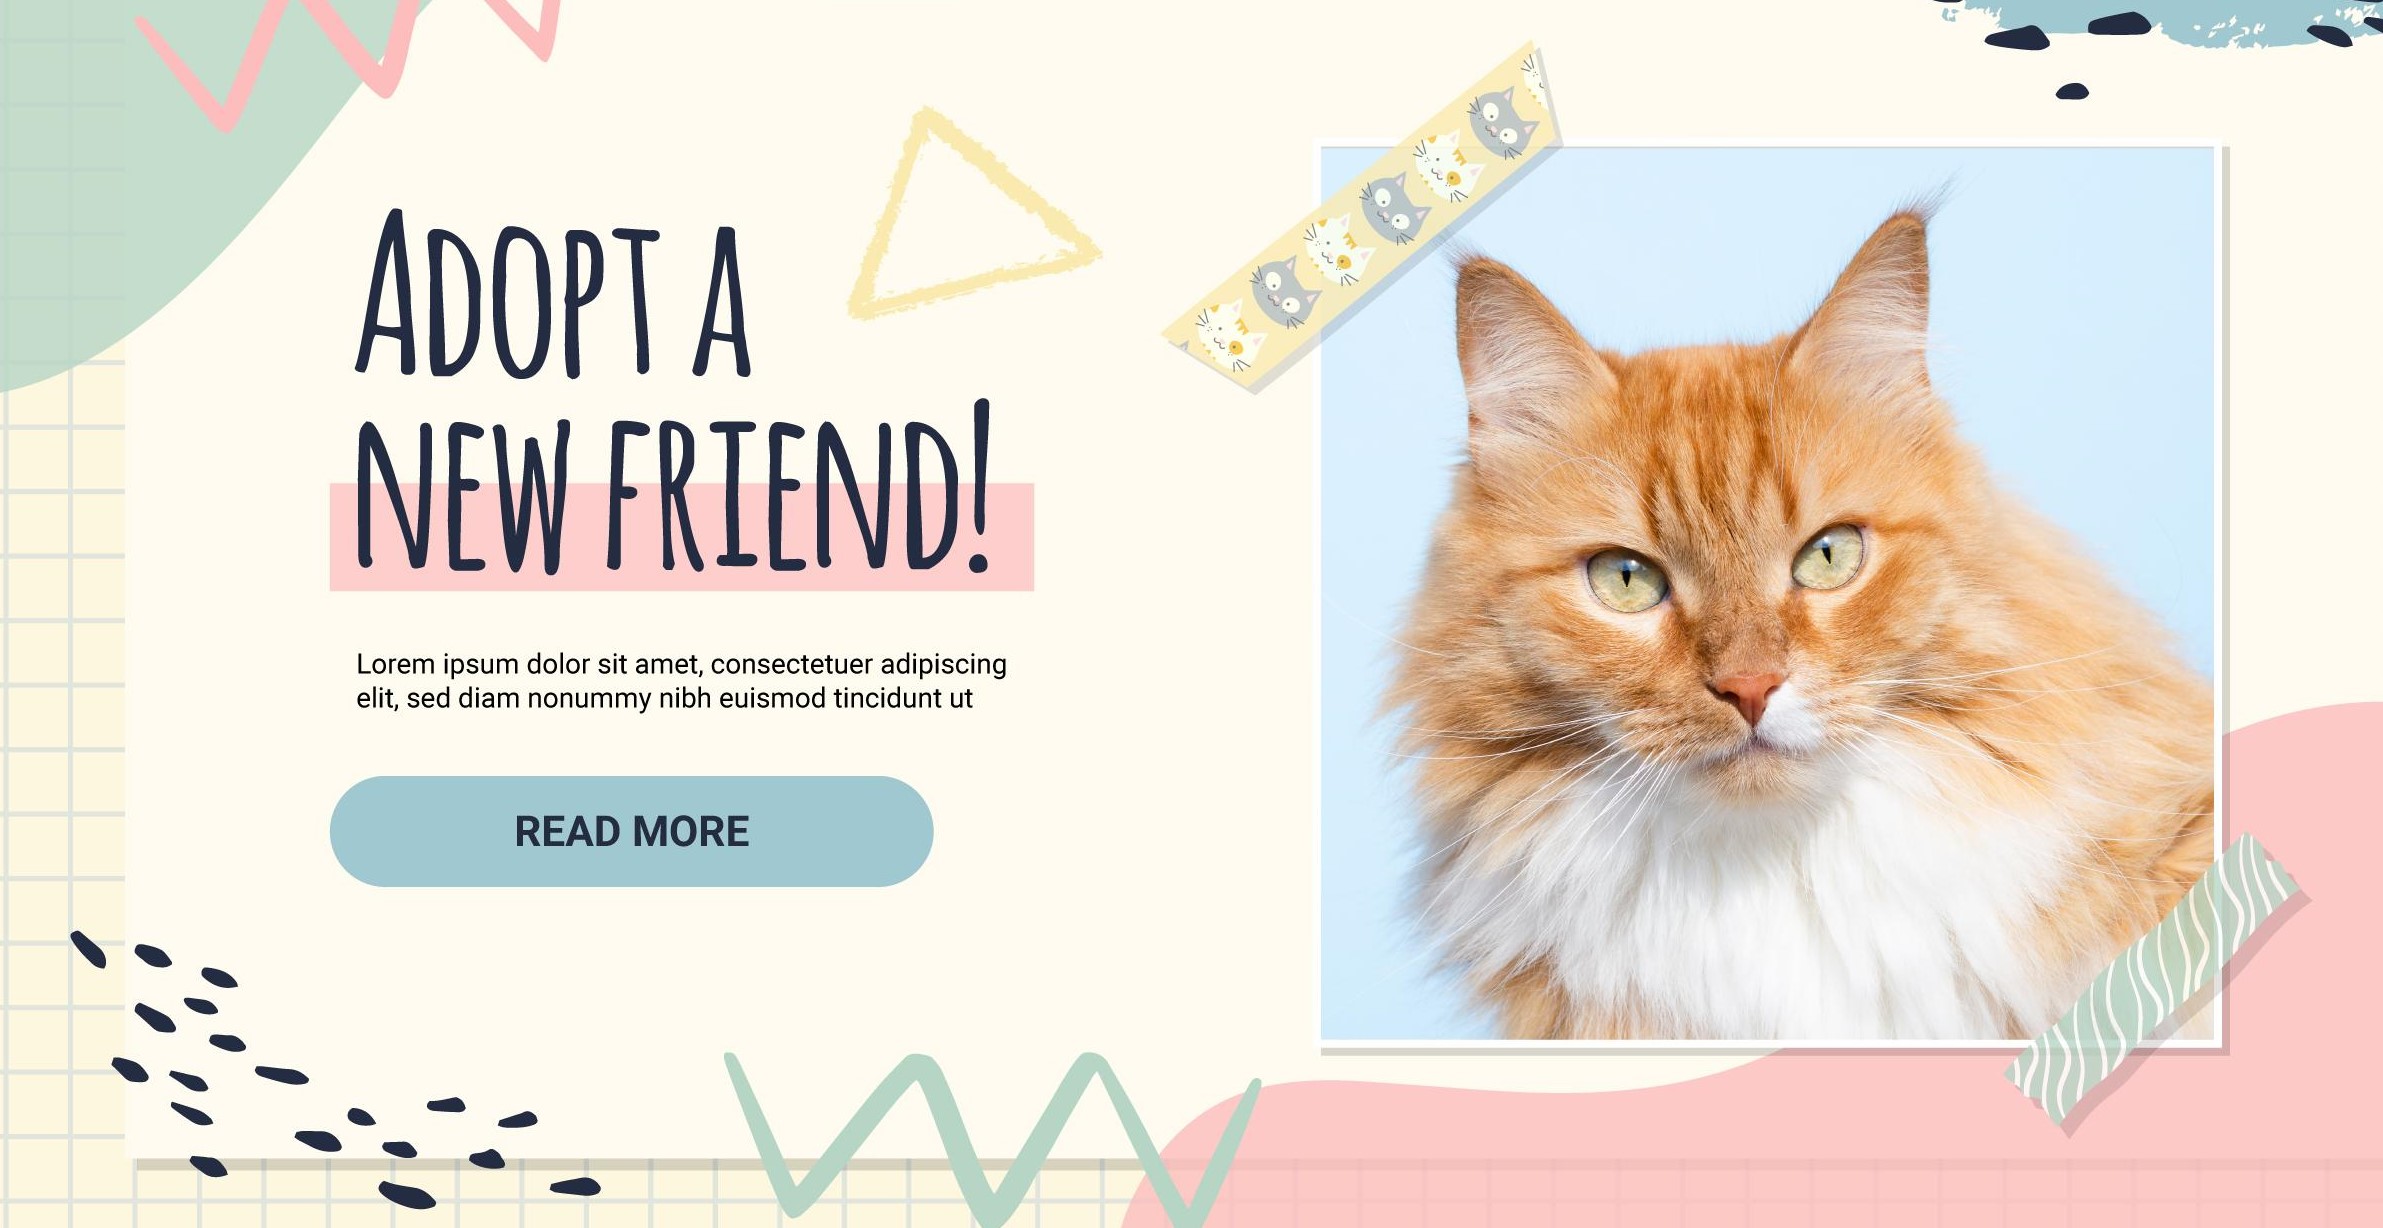 ADOPT A
NEW FRIEND!
Lorem ipsum dolor sit amet, consectetuer adipiscing
elit, sed diam nonummy nibh euismod tincidunt ut
READ MORE